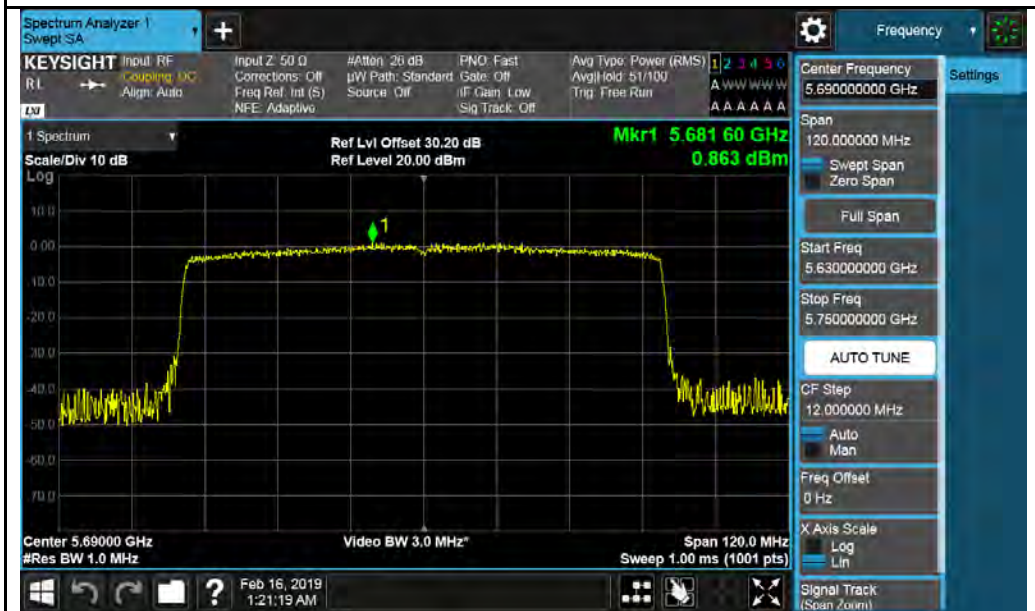 Spectrum Analyzer 1
Swept SA
+
Frequency
KEYSIGHT
RL
LXI
Input: RF
Coupling: DC
Align: Auto
Input Z: 50 Ω
Corrections: Off
Freq Ref: Int (S)
NFE: Adaptive
#Atten: 26 dB
µW Path: Standard
Source: Off
PNO: Fast
Gate: Off
IF Gain: Low
Sig Track: Off
Avg Type: Power (RMS)
Avg|Hold: 51/100
Trig: Free Run
1 2 3 4 5 6
A W W W W W
A A A A A A
1 Spectrum
Scale/Div 10 dB
Log
Ref Lvl Offset 30.20 dB
Ref Level 20.00 dBm
Mkr1 5.681 60 GHz
0.863 dBm
10.0
0.00
-10.0
-20.0
-30.0
-40.0
-50.0
-60.0
-70.0
1
Center 5.69000 GHz
#Res BW 1.0 MHz
Video BW 3.0 MHz*
Span 120.0 MHz
Sweep 1.00 ms (1001 pts)
Center Frequency
5.690000000 GHz
Settings
Span
120.000000 MHz
Swept Span
Zero Span
Full Span
Start Freq
5.630000000 GHz
Stop Freq
5.750000000 GHz
AUTO TUNE
CF Step
12.000000 MHz
Auto
Man
Freq Offset
0 Hz
X Axis Scale
Log
Lin
Signal Track
(Span Zoom)
?
Feb 16, 2019
1:21:19 AM